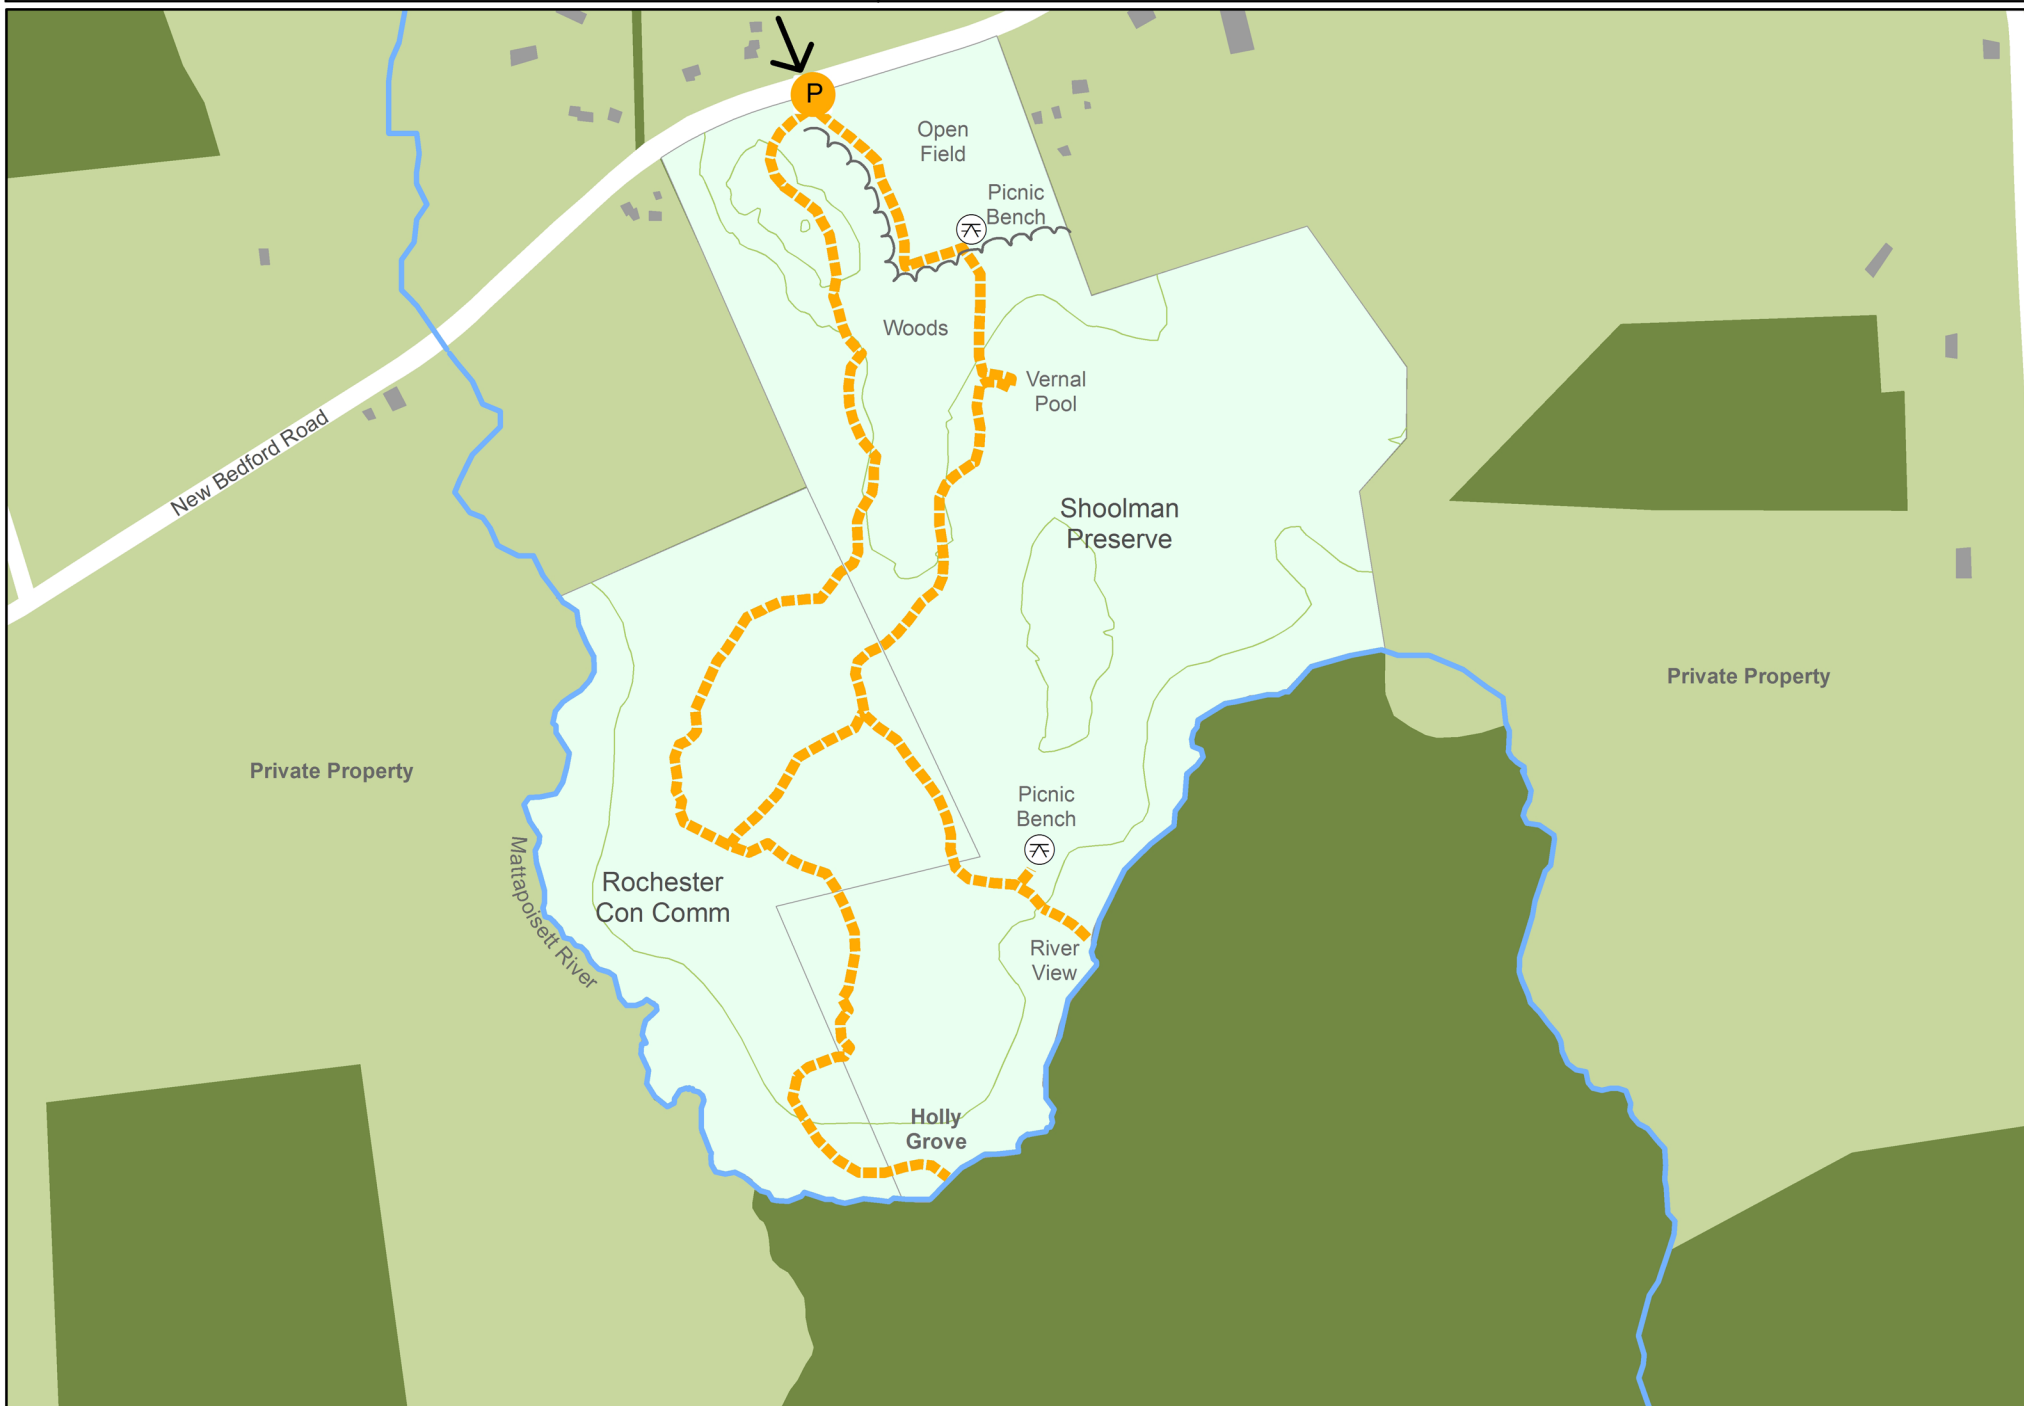 P
Open
Field
Picnic
Bench
Woods
Vernal
Pool
New Bedford Road
Shoolman
Preserve
Private Property
Private Property
Picnic
Bench
Mattapoisett River
Rochester
Con Comm
River
View
Holly
Grove